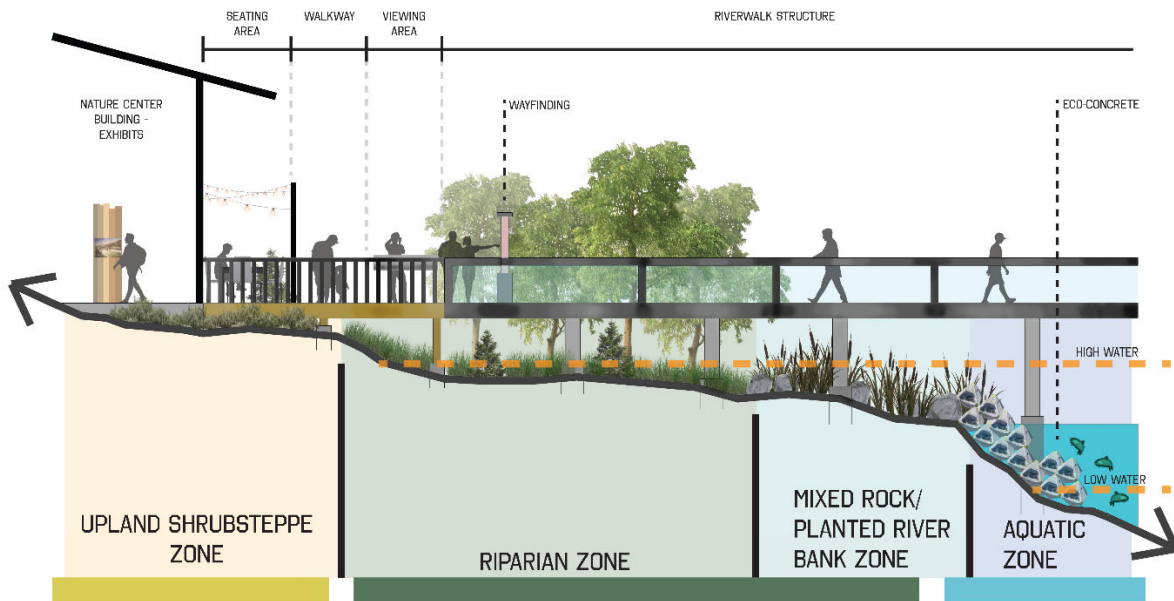 SEATING
AREA
WALKWAY
VIEWING
AREA
RIVERWALK STRUCTURE
NATURE CENTER
BUILDING -
EXHIBITS
WAYFINDING
ECO-CONCRETE
HIGH WATER
LOW WATER
UPLAND SHRUBSTEPPE
ZONE
RIPARIAN ZONE
MIXED ROCK/
PLANTED RIVER
BANK ZONE
AQUATIC
ZONE